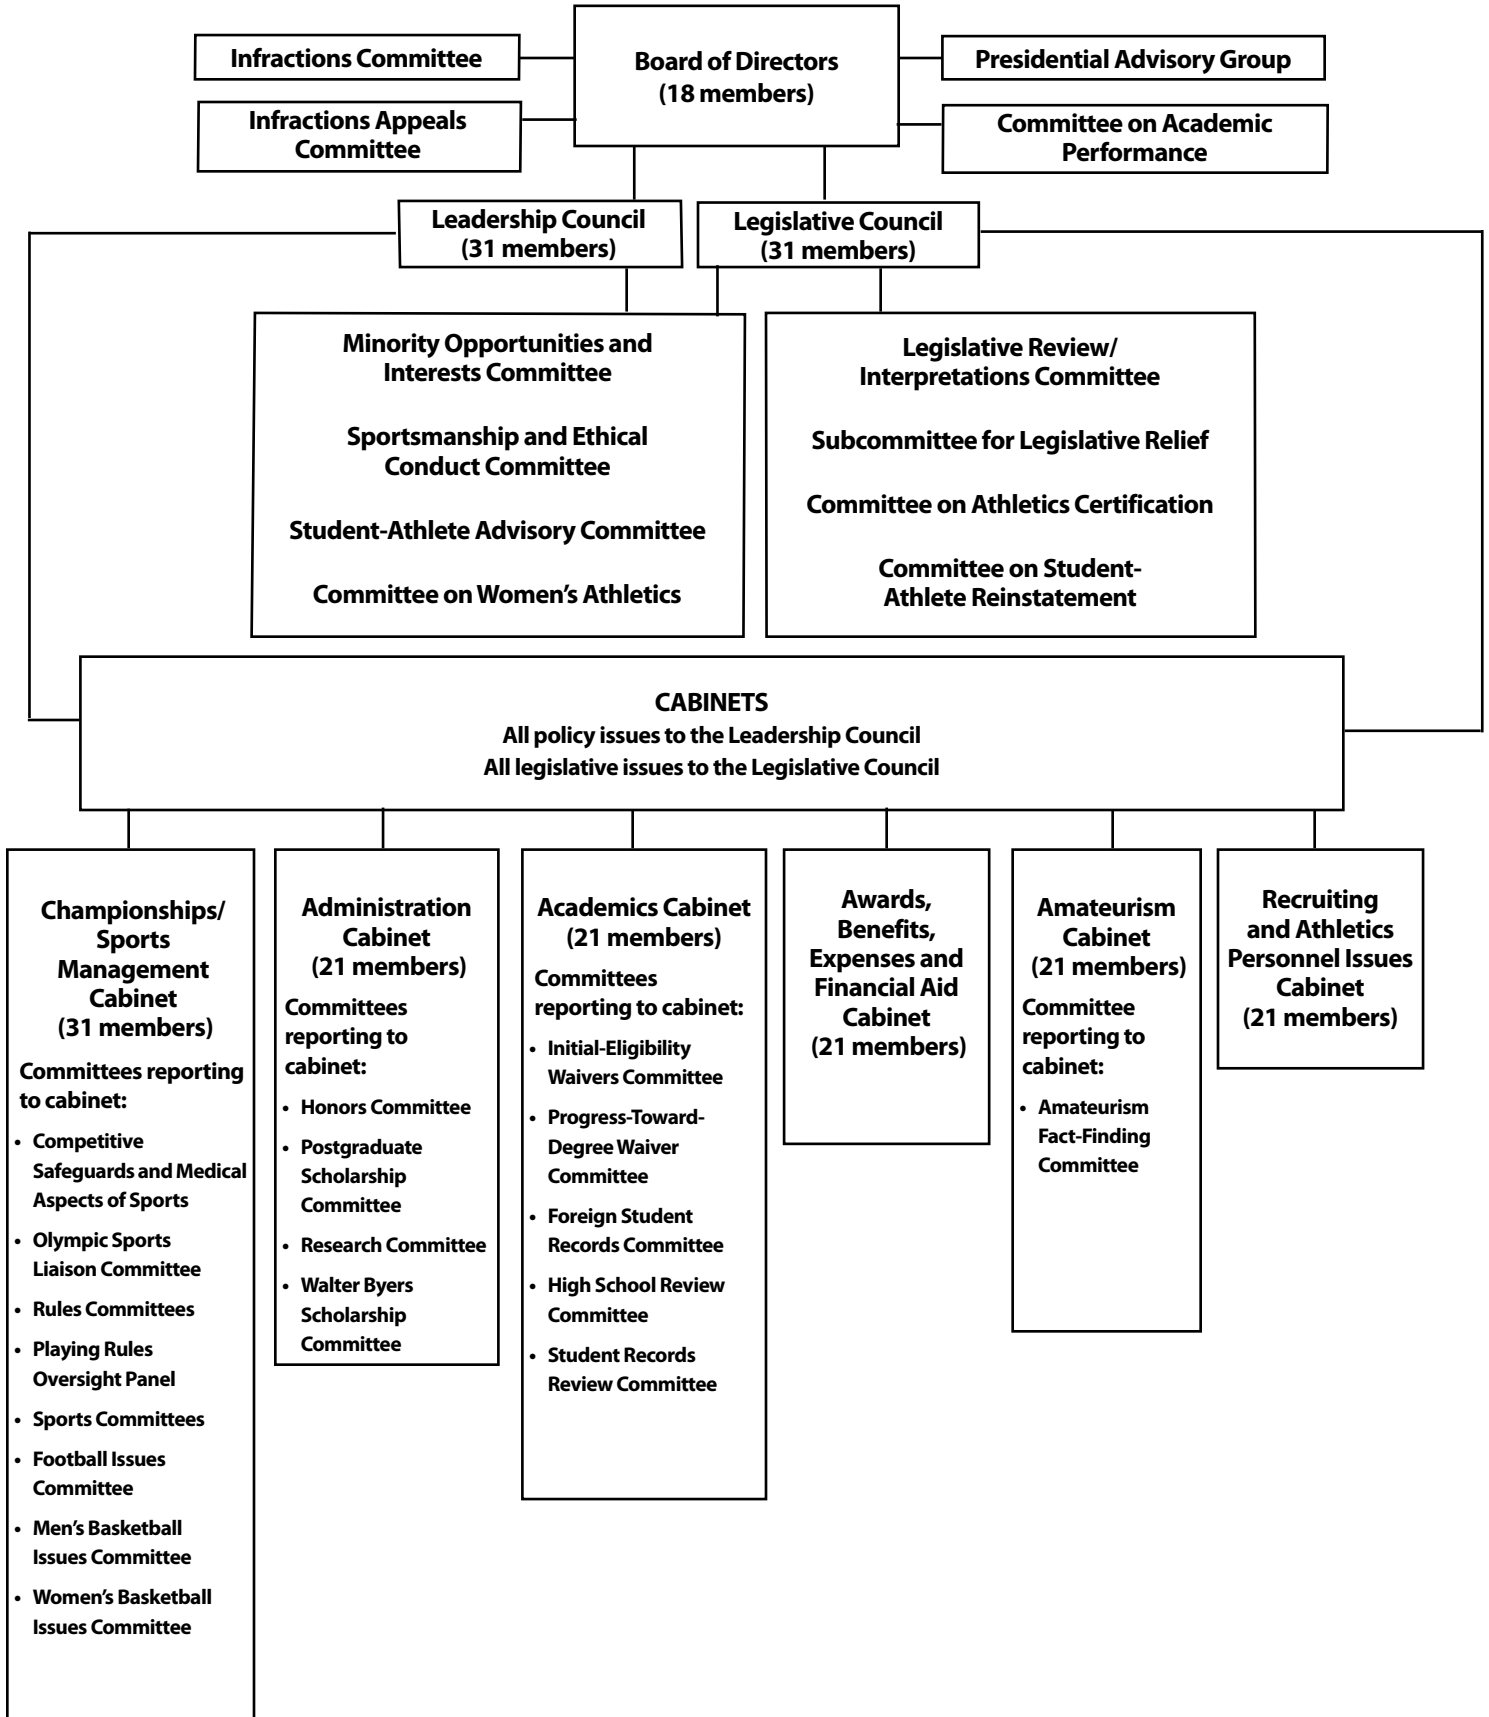 Infractions Committee
Board of Directors
(18 members)
Presidential Advisory Group
Infractions Appeals
Committee
Committee on Academic
Performance
Leadership Council
(31 members)
Legislative Council
(31 members)
Minority Opportunities and
Interests Committee
Sportsmanship and Ethical
Conduct Committee
Student-Athlete Advisory Committee
Committee on Women's Athletics
Legislative Review/
Interpretations Committee
Subcommittee for Legislative Relief
Committee on Athletics Certification
Committee on Student-
Athlete Reinstatement
CABINETS
All policy issues to the Leadership Council
All legislative issues to the Legislative Council
Championships/
Sports
Management
Cabinet
(31 members)
Committees reporting
to cabinet:
• Competitive
Safeguards and Medical
Aspects of Sports
• Olympic Sports
Liaison Committee
• Rules Committees
• Playing Rules
Oversight Panel
• Sports Committees
• Football Issues
Committee
• Men's Basketball
Issues Committee
• Women's Basketball
Issues Committee
Administration
Cabinet
(21 members)
Committees
reporting to
cabinet:
• Honors Committee
• Postgraduate
Scholarship
Committee
• Research Committee
• Walter Byers
Scholarship
Committee
Academics Cabinet
(21 members)
Committees
reporting to cabinet:
• Initial-Eligibility
Waivers Committee
• Progress-Toward-
Degree Waiver
Committee
• Foreign Student
Records Committee
• High School Review
Committee
• Student Records
Review Committee
Awards,
Benefits,
Expenses and
Financial Aid
Cabinet
(21 members)
Amateurism
Cabinet
(21 members)
Committee
reporting to
cabinet:
• Amateurism
Fact-Finding
Committee
Recruiting
and Athletics
Personnel Issues
Cabinet
(21 members)